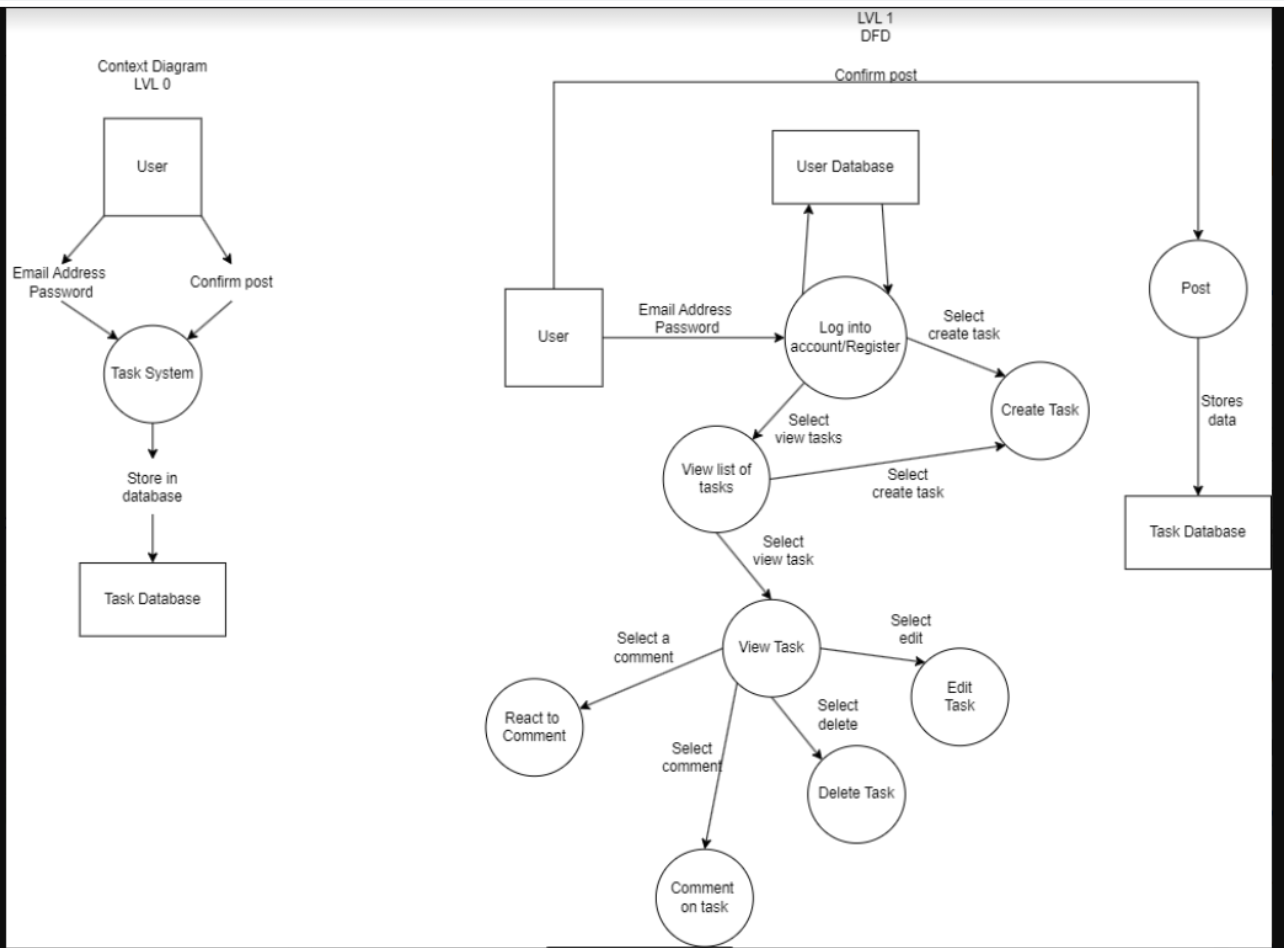 Context Diagram
LVL 0
User
Email Address
Password
Confirm post
Task System
Store in
database
Task Database
LVL 1
DFD
Confirm post
User Database
User
Email Address
Password
Log into
account/Register
Select
create task
Create Task
Select
view tasks
View list of
tasks
Select
create task
Post
Stores
data
Task Database
Select
view task
View Task
Select a
comment
React to
Comment
Select
comment
Comment
on task
Select
delete
Delete Task
Select
edit
Edit
Task